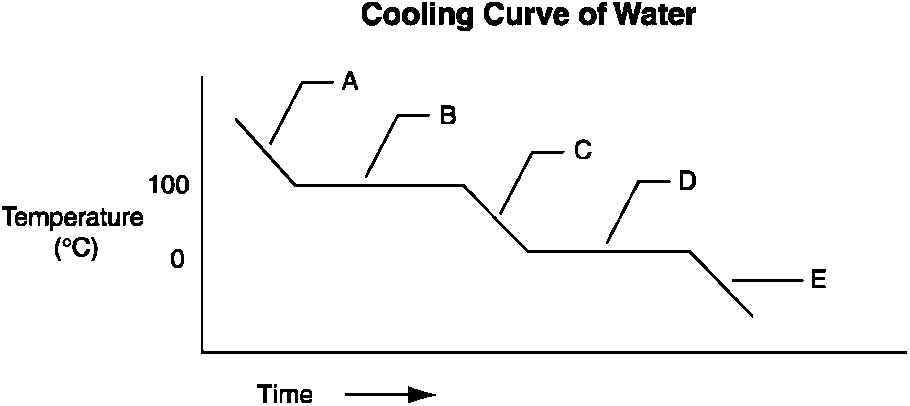 Cooling Curve of Water
A
B
C
100
D
Temperature
(°C)
0
E
Time